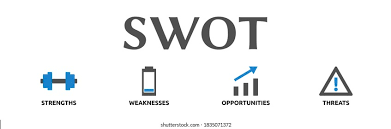 SWOT
STRENGTHS WEAKNESSES OPPORTUNITIES THREATS
shutterstock.com · 1835071372